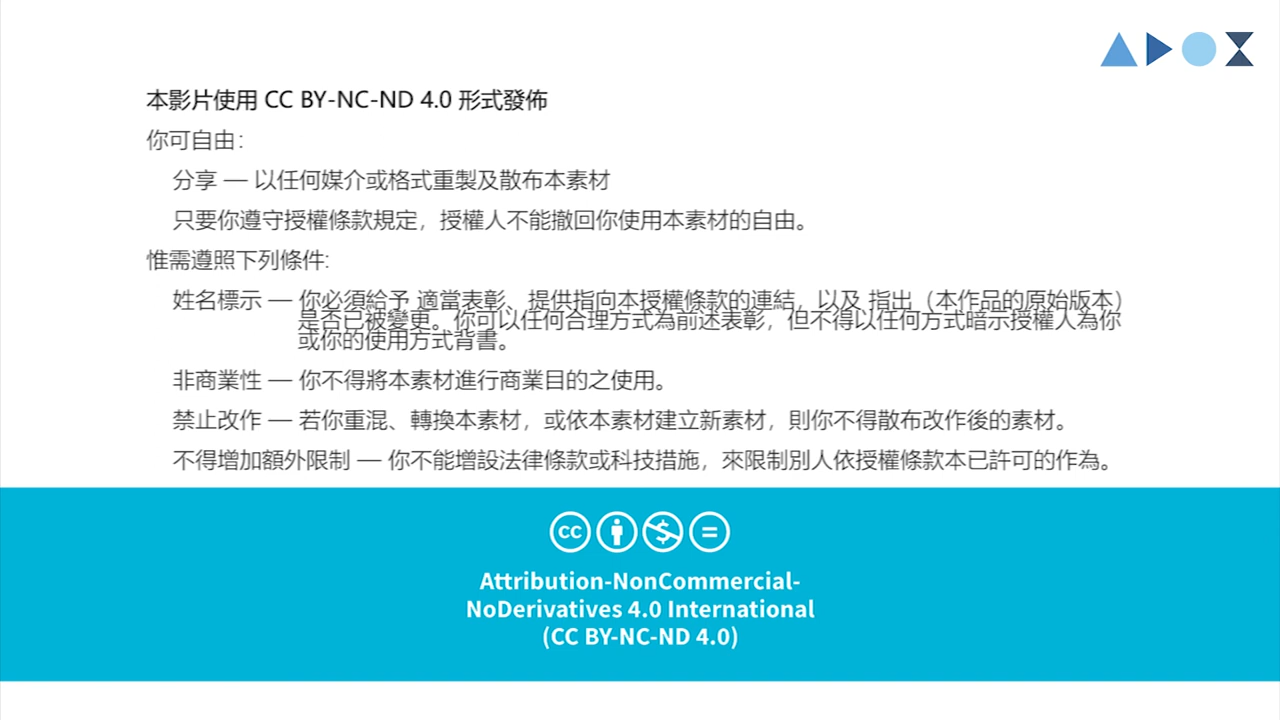 本影片使用 CC BY-NC-ND 4.0 形式發佈
你可自由：
分享 — 以任何媒介或格式重製及散布本素材
只要你遵守授權條款規定，授權人不能撤回你使用本素材的自由。
惟需遵照下列條件:
姓名標示 — 你必須給予 適當表彰、提供指向本授權條款的連結，以及 指出（本作品的原始版本）
是否已被變更。你可以任何合理方式為前述表彰，但不得以任何方式暗示授權人為你
或你的使用方式背書。
非商業性 — 你不得將本素材進行商業目的之使用。
禁止改作 — 若你重混、轉換本素材，或依本素材建立新素材，則你不得散布改作後的素材。
不得增加額外限制 — 你不能增設法律條款或科技措施，來限制別人依授權條款本已許可的作為。
cc
Attribution-NonCommercial-
NoDerivatives 4.0 International
(CC BY-NC-ND 4.0)